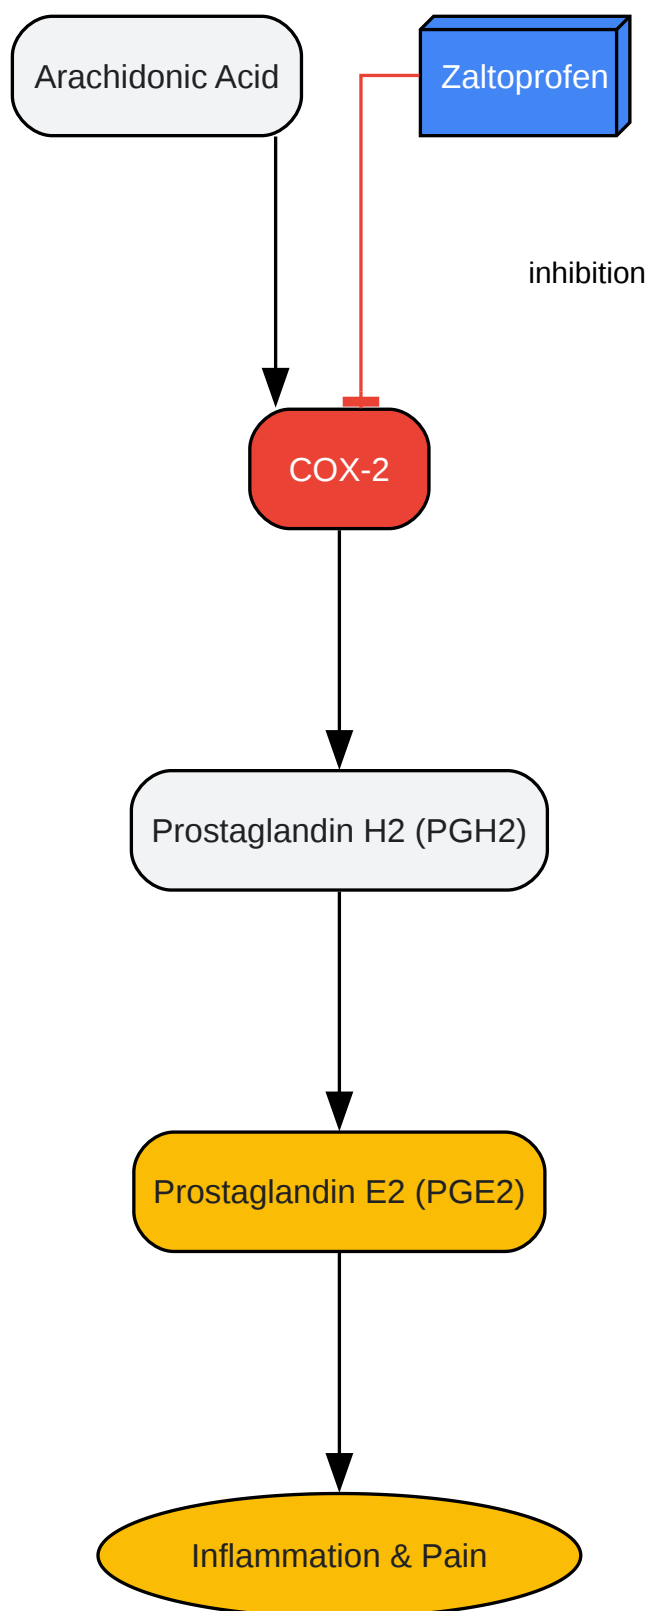 Arachidonic Acid
Zaltoprofen
inhibition
COX-2
Prostaglandin H2 (PGH2)
Prostaglandin E2 (PGE2)
Inflammation & Pain